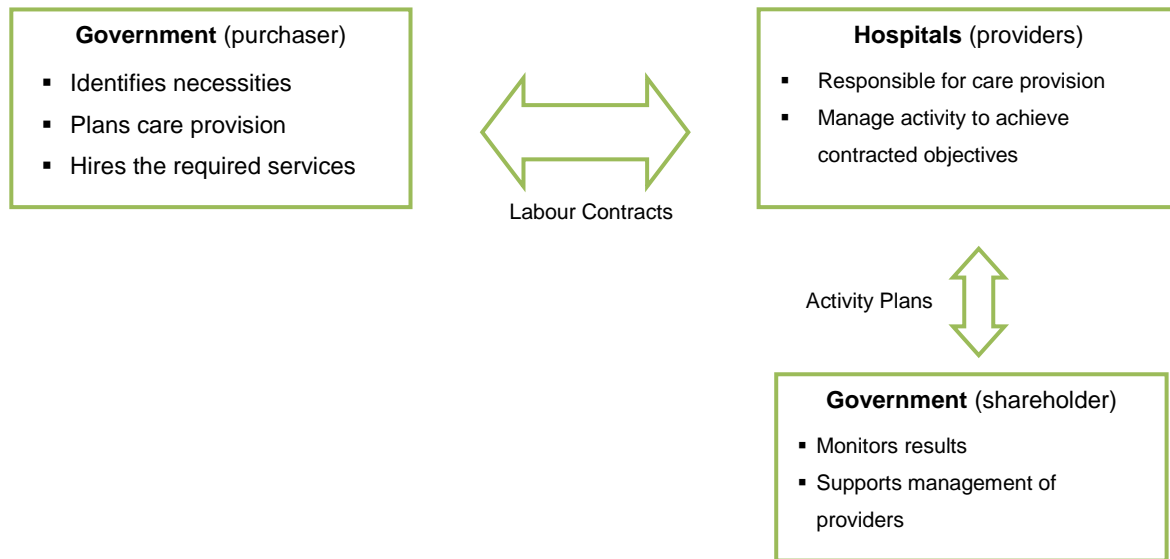 Government (purchaser)
▪ Identifies necessities
▪ Plans care provision
▪ Hires the required services
Labour Contracts
Hospitals (providers)
▪ Responsible for care provision
▪ Manage activity to achieve
contracted objectives
Activity Plans
Government (shareholder)
▪ Monitors results
▪ Supports management of
providers